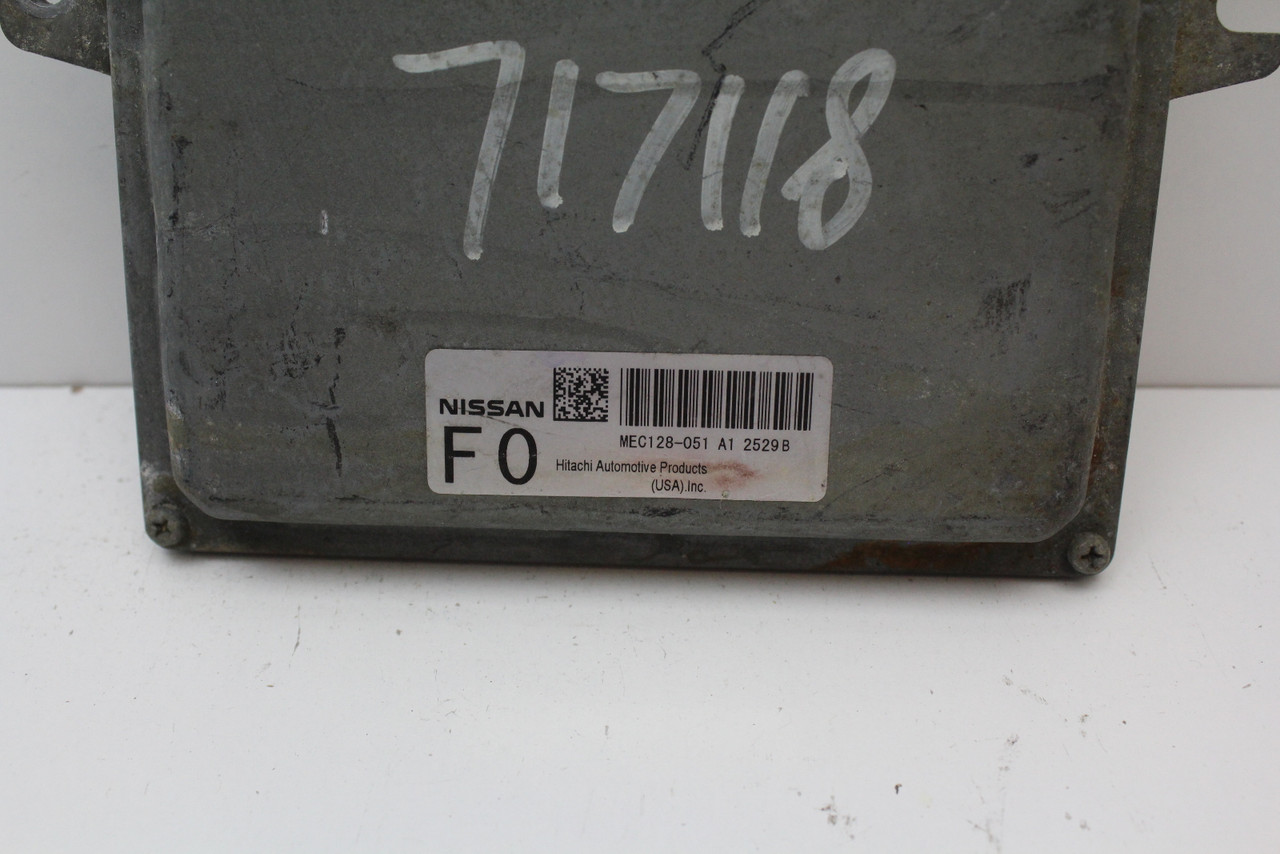 717118
NISSAN
F0
MEC128-051 A1 2529B
Hitachi Automotive Products
(USA).Inc.